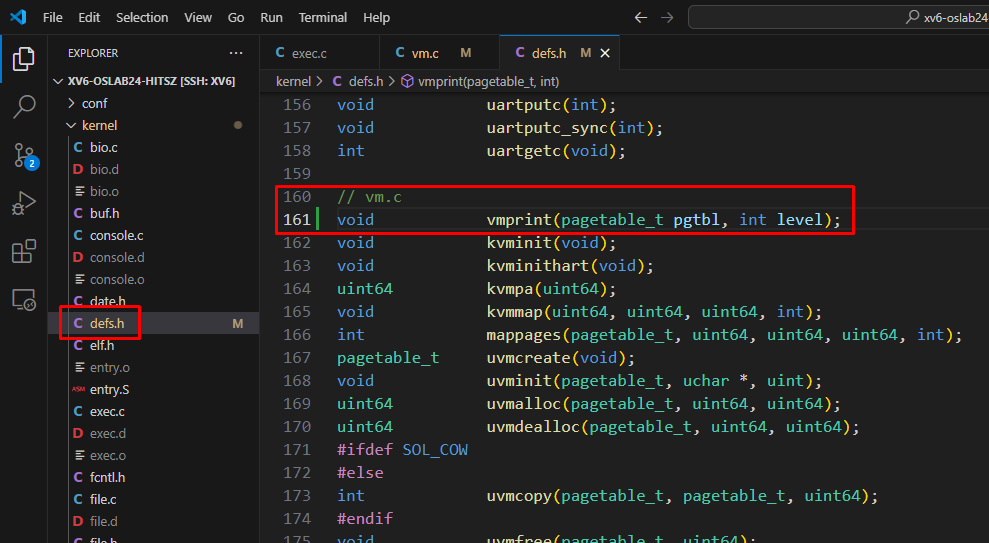 File Edit Selection View Go Run Terminal Help
xv6-oslab24
EXPLORER
XV6-OSLAB24-HITSZ [SSH: XV6]
conf
kernel
C bio.c
D bio.d
bio.o
C buf.h
C console.c
D console.d
console.o
C date.h
C defs.h M
C elf.h
entry.o
ASM entry.S
C exec.c
D exec.d
exec.o
C fcntl.h
C file.c
D file.d
C file.h
2
C exec.c C vm.c M C defs.h M
kernel > C defs.h > vmprint(pagetable_t, int)
156 void uartputc(int);
157 void uartputc_sync(int);
158 int uartgetc(void);
159
160 // vm.c
161 void vmprint(pagetable_t pgtbl, int level);
162 void kvminit(void);
163 void kvminithart(void);
164 uint64 kvmpa(uint64);
165 void kvmmap(uint64, uint64, uint64, int);
166 int mappages(pagetable_t, uint64, uint64, uint64, int);
167 pagetable_t uvmcreate(void);
168 void uvminit(pagetable_t, uchar *, uint);
169 uint64 uvmalloc(pagetable_t, uint64, uint64);
170 uint64 uvmdealloc(pagetable_t, uint64, uint64);
171 #ifdef SOL_COW
172 #else
173 int uvmcopy(pagetable_t, pagetable_t, uint64);
174 #endif
void uvmfree(pagetable_t, uint64);